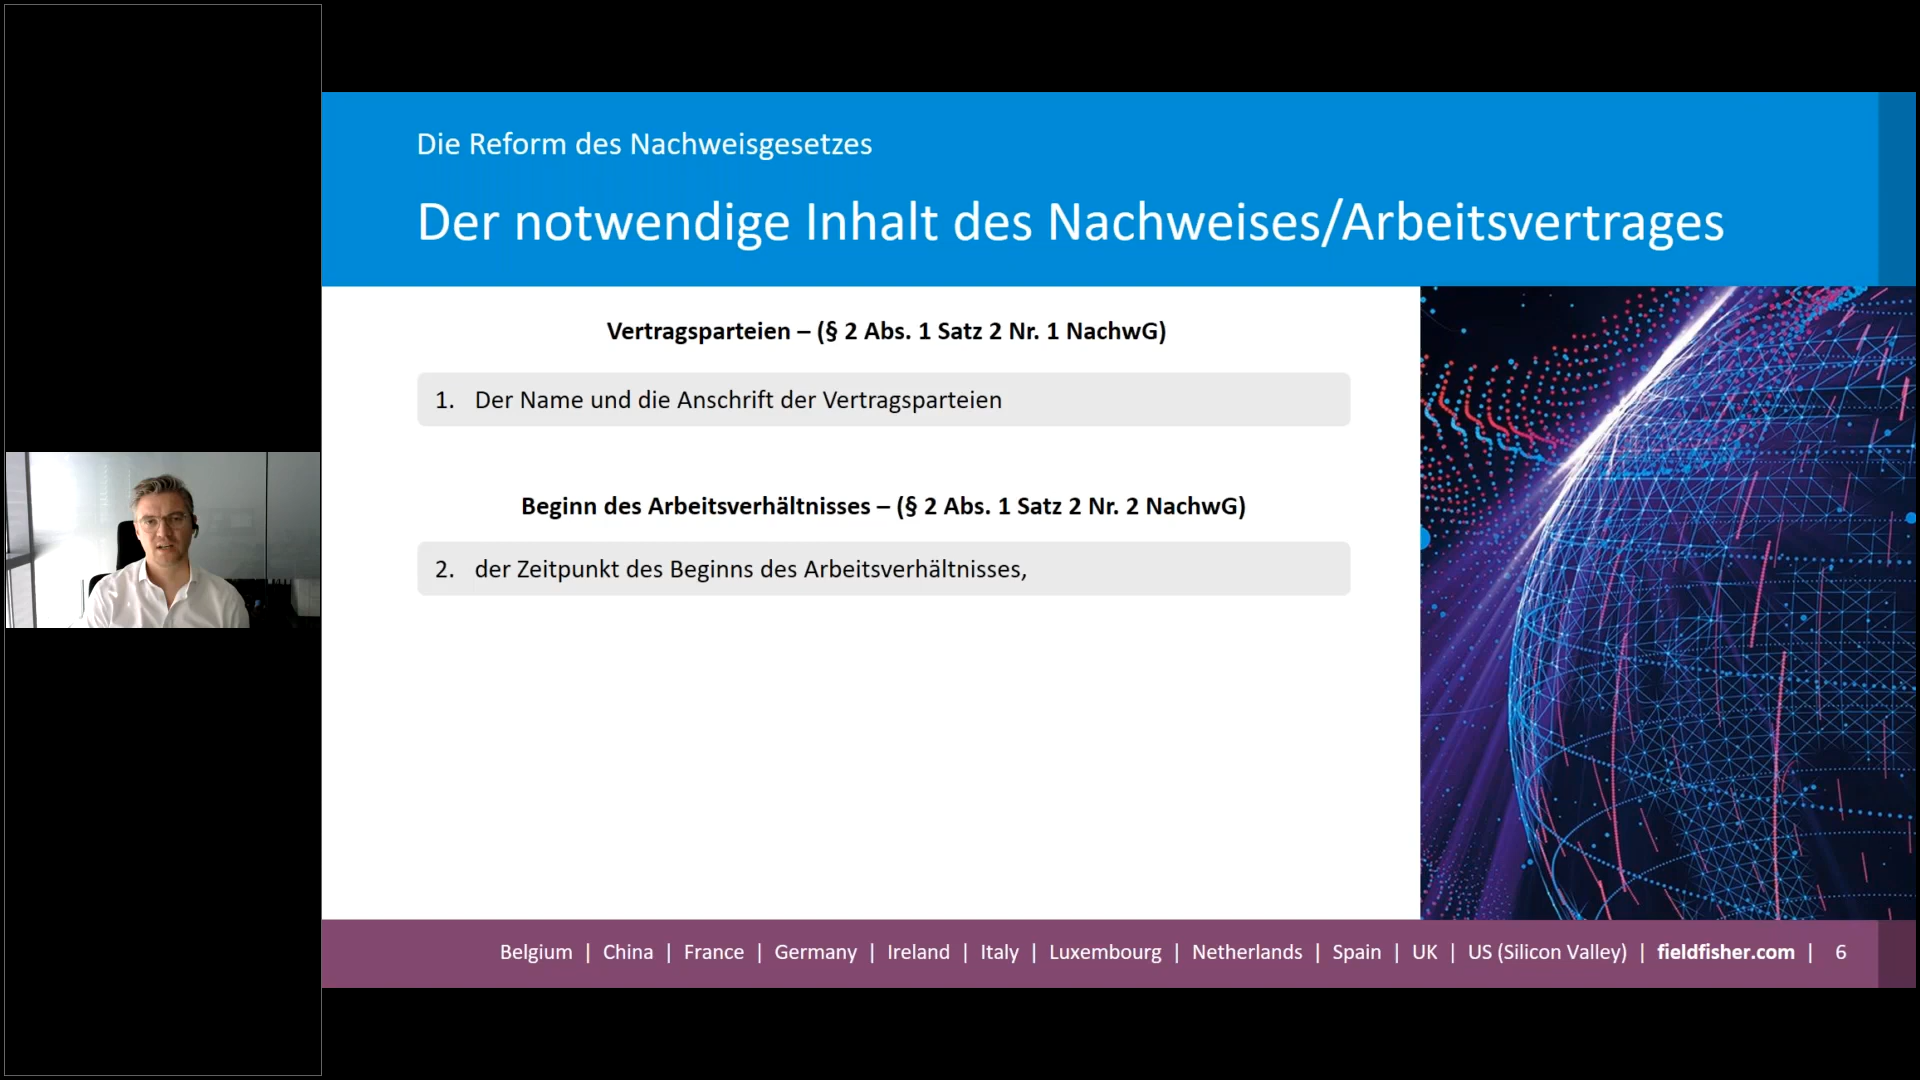 Die Reform des Nachweisgesetzes
Der notwendige Inhalt des Nachweises/Arbeitsvertrages
Vertragsparteien – (§ 2 Abs. 1 Satz 2 Nr. 1 NachwG)
1. Der Name und die Anschrift der Vertragsparteien
Beginn des Arbeitsverhältnisses – (§ 2 Abs. 1 Satz 2 Nr. 2 NachwG)
2. der Zeitpunkt des Beginns des Arbeitsverhältnisses,
Belgium | China | France | Germany | Ireland | Italy | Luxembourg | Netherlands | Spain | UK | US (Silicon Valley) | fieldfisher.com | 6